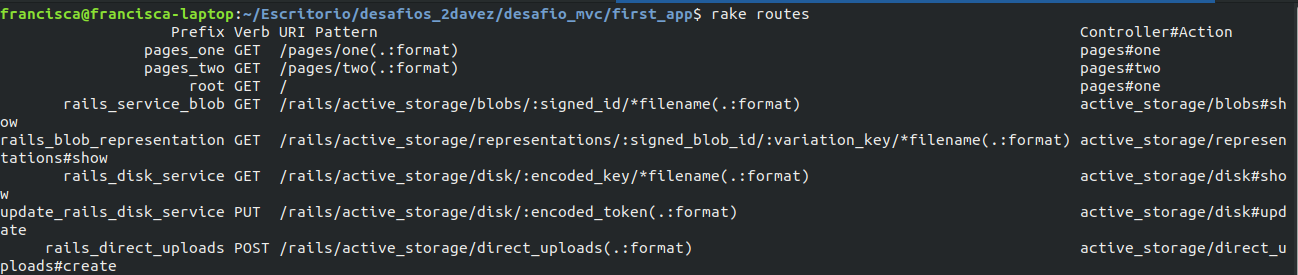 francisca@francisca-laptop:~/Escritorio/desafios_2davez/desafio_mvc/first_app$ rake routes
Prefix Verb URI Pattern Controller#Action
pages_one GET /pages/one(.:format) pages#one
pages_two GET /pages/two(.:format) pages#two
root GET / pages#one
rails_service_blob GET /rails/active_storage/blobs/:signed_id/*filename(.:format) active_storage/blobs#sh
ow
rails_blob_representation GET /rails/active_storage/representations/:signed_blob_id/:variation_key/*filename(.:format) active_storage/represen
tations#show
rails_disk_service GET /rails/active_storage/disk/:encoded_key/*filename(.:format) active_storage/disk#sho
w
update_rails_disk_service PUT /rails/active_storage/disk/:encoded_token(.:format) active_storage/disk#upd
ate
rails_direct_uploads POST /rails/active_storage/direct_uploads(.:format) active_storage/direct_u
ploads#create